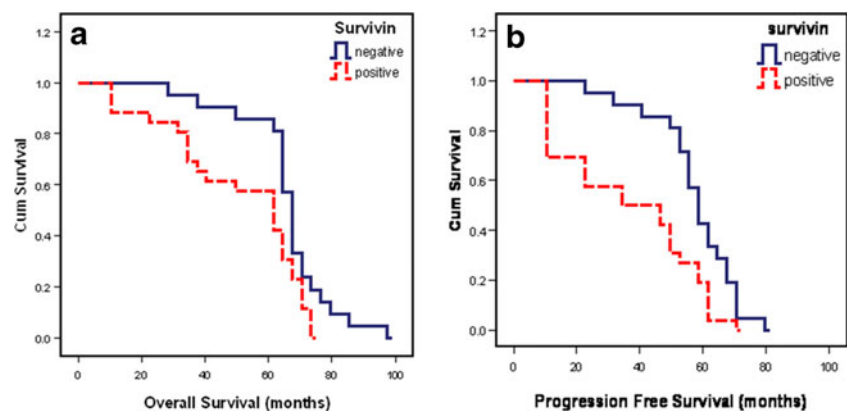 a
Survivin
negative
positive
Cum Survival
1.2
1.0
0.8
0.6
0.4
0.2
0.0
0 20 40 60 80 100
Overall Survival (months)
b
survivin
negative
positive
Cum Survival
1.2
1.0
0.8
0.6
0.4
0.2
0.0
0 20 40 60 80 100
Progression Free Survival (months)